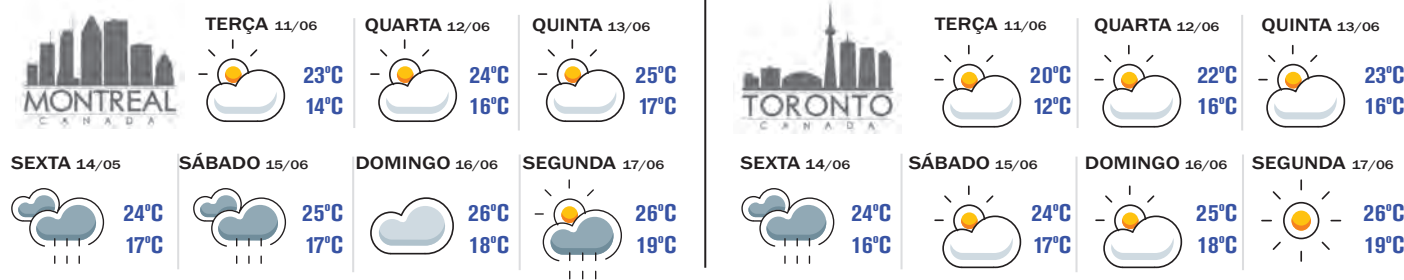 MONTREAL
CANADA
TERÇA 11/06
23ºC
14ºC
QUARTA 12/06
24ºC
16ºC
QUINTA 13/06
25ºC
17ºC
SEXTA 14/05
24ºC
17ºC
SÁBADO 15/06
25ºC
17ºC
DOMINGO 16/06
26ºC
18ºC
SEGUNDA 17/06
26ºC
19ºC
TORONTO
CANADA
TERÇA 11/06
20ºC
12ºC
QUARTA 12/06
22ºC
16ºC
QUINTA 13/06
23ºC
16ºC
SEXTA 14/06
24ºC
16ºC
SÁBADO 15/06
24ºC
17ºC
DOMINGO 16/06
25ºC
18ºC
SEGUNDA 17/06
26ºC
19ºC